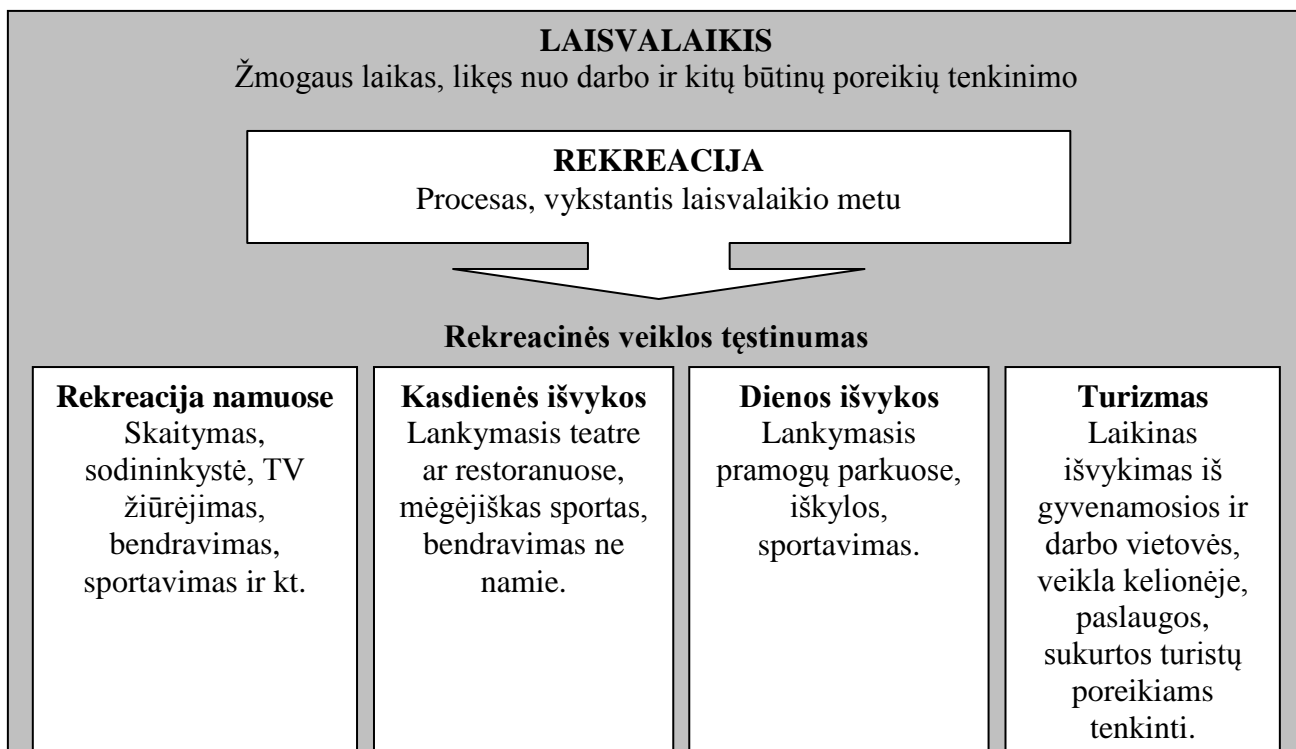 LAISVALAIKIS
Žmogaus laikas, likęs nuo darbo ir kitų būtinų poreikių tenkinimo
REKREACIJA
Procesas, vykstantis laisvalaikio metu
Rekreacinės veiklos tęstinumas
Rekreacija namuose
Skaitymas,
sodininkystė, TV
žiūrėjimas,
bendravimas,
sportavimas ir kt.
Kasdienės išvykos
Lankymasis teatre
ar restoranuose,
mėgėjiškas sportas,
bendravimas ne
namie.
Dienos išvykos
Lankymasis
pramogų parkuose,
iškylos,
sportavimas.
Turizmas
Laikinas
išvykimas iš
gyvenamosios ir
darbo vietovės,
veikla kelionėje,
paslaugos,
sukurtos turistų
poreikiams
tenkinti.